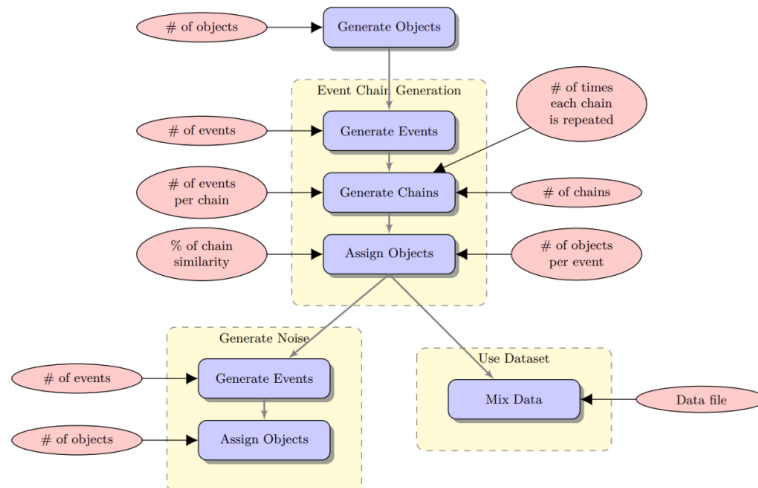 # of objects
Generate Objects
Event Chain Generation
# of times
each chain
is repeated
# of events
Generate Events
# of events
per chain
Generate Chains
# of chains
% of chain
similarity
Assign Objects
# of objects
per event
Generate Noise
Use Dataset
# of events
Generate Events
Mix Data
Data file
# of objects
Assign Objects